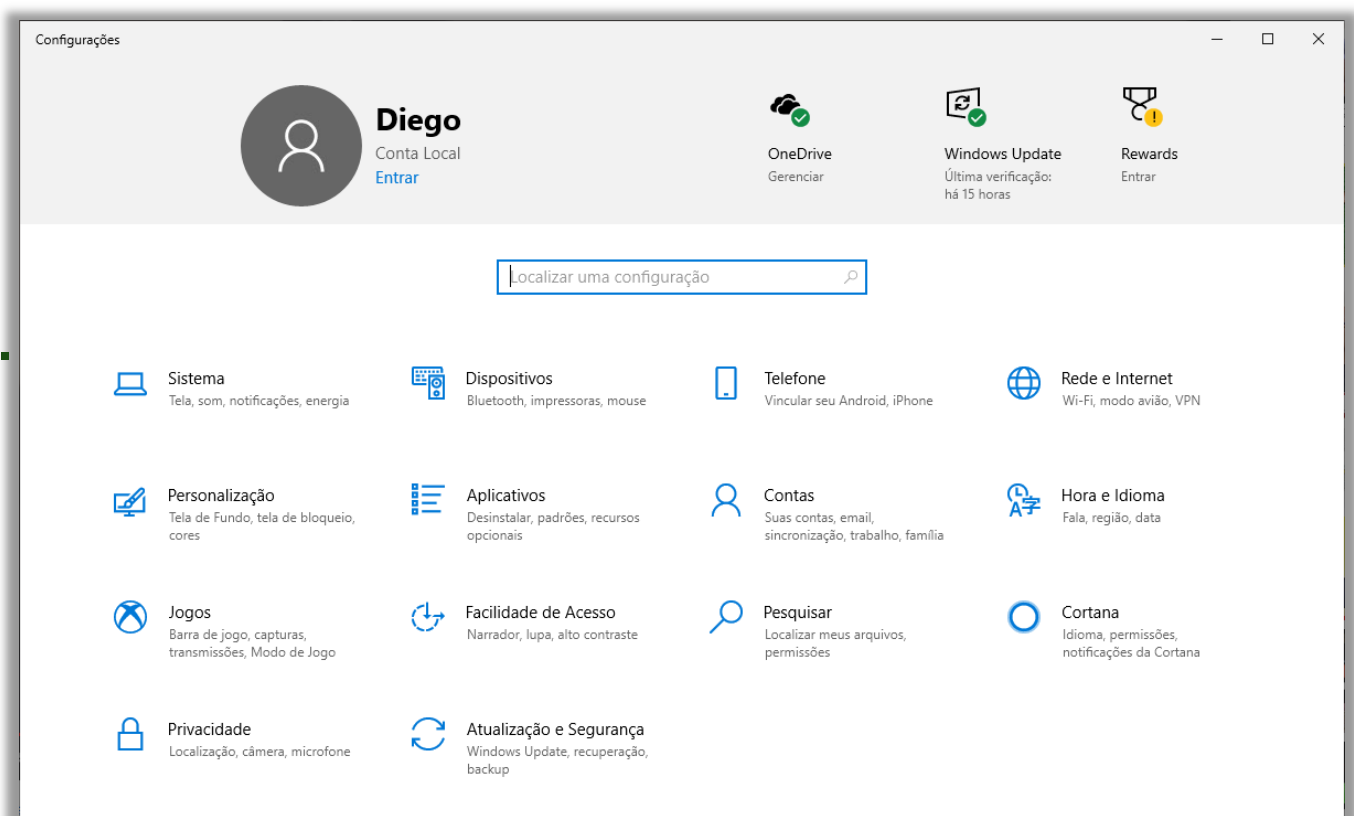 Configurações
Diego
Conta Local
Entrar
OneDrive
Gerenciar
Windows Update
Última verificação:
há 15 horas
Rewards
Entrar
Localizar uma configuração
Sistema
Tela, som, notificações, energia
Dispositivos
Bluetooth, impressoras, mouse
Telefone
Vincular seu Android, iPhone
Rede e Internet
Wi-Fi, modo avião, VPN
Personalização
Tela de Fundo, tela de bloqueio,
cores
Aplicativos
Desinstalar, padrões, recursos
opcionais
Contas
Suas contas, email,
sincronização, trabalho, família
Hora e Idioma
Fala, região, data
Jogos
Barra de jogo, capturas,
transmissões, Modo de Jogo
Facilidade de Acesso
Narrador, lupa, alto contraste
Pesquisar
Localizar meus arquivos,
permissões
Cortana
Idioma, permissões,
notificações da Cortana
Privacidade
Localização, câmera, microfone
Atualização e Segurança
Windows Update, recuperação,
backup